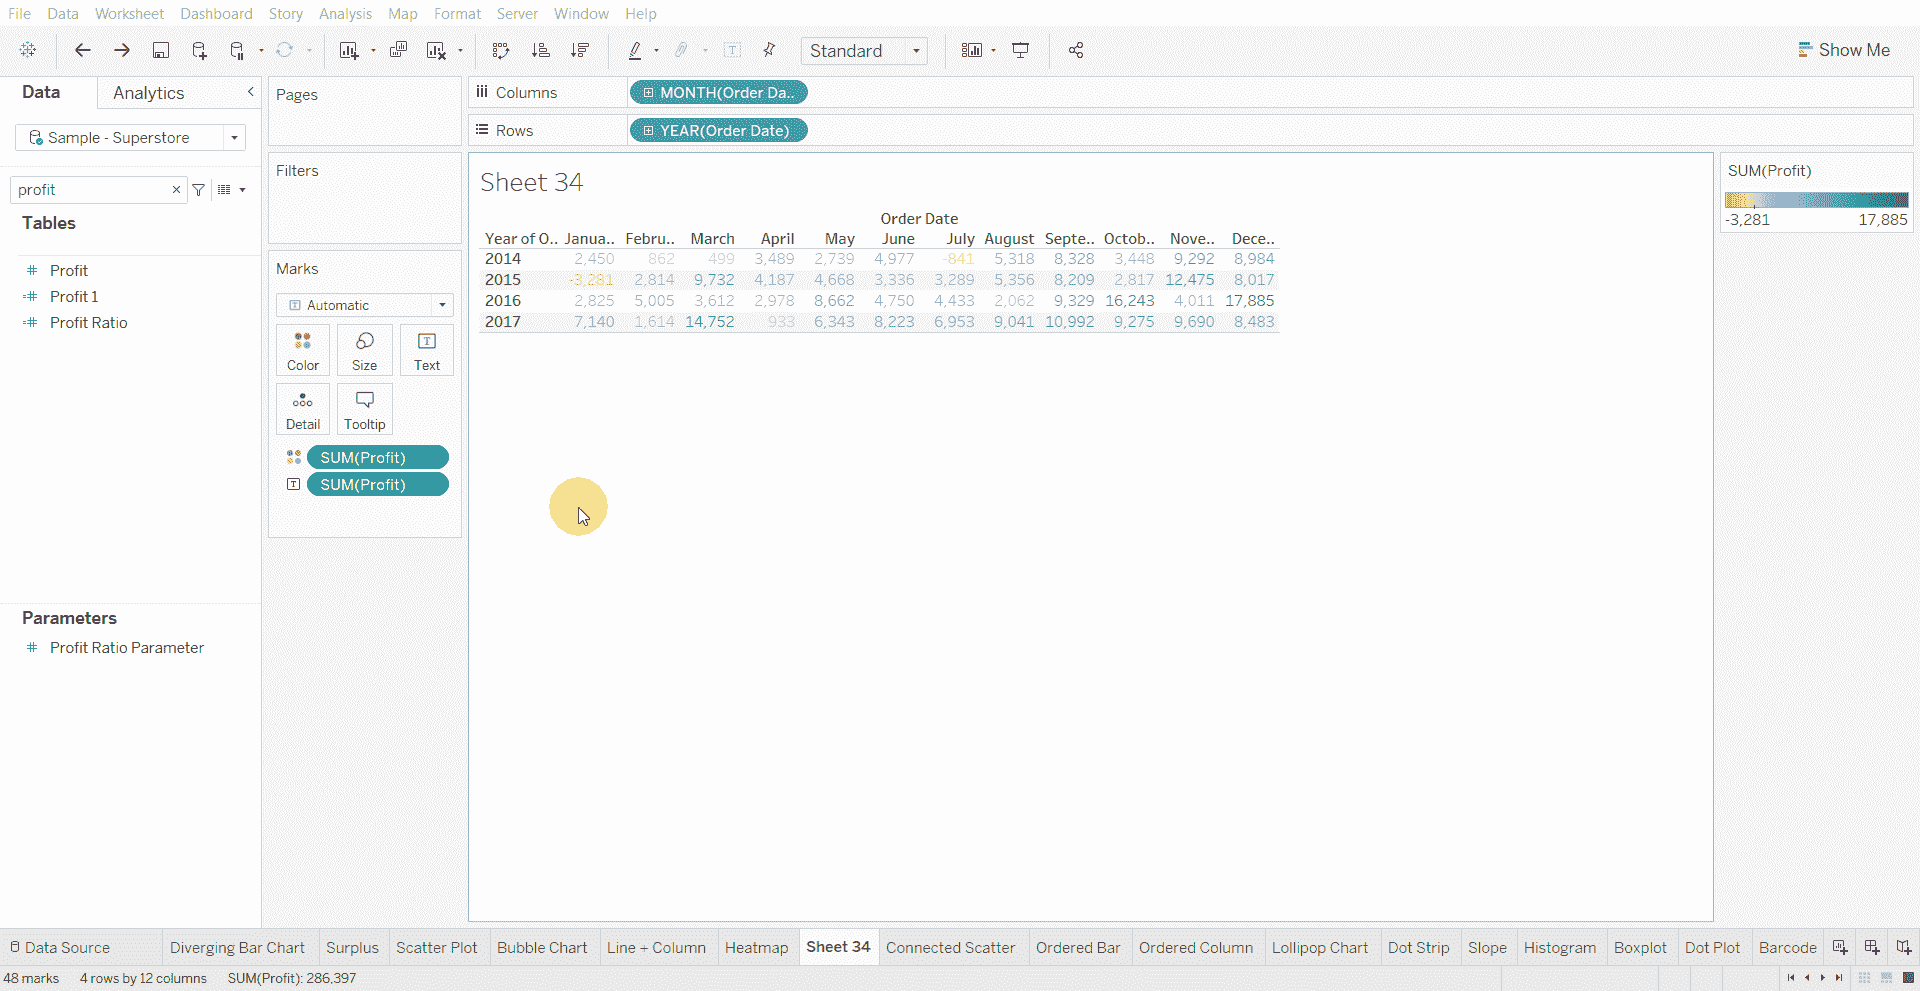 File Data Worksheet Dashboard Story Analysis Map Format Server Window Help
Standard Show Me
Data Analytics
Sample - Superstore
profit
Tables
Profit
Profit 1
Profit Ratio
Parameters
Profit Ratio Parameter
Pages
Filters
Marks
Automatic
Color Size Text
Detail Tooltip
SUM(Profit)
SUM(Profit)
Columns MONTH(Order Da..
Rows YEAR(Order Date)
Sheet 34
Order Date
Year of O.. Janua.. Febru.. March April May June July August Septe.. Octob.. Nove.. Dece..
2014 2,450 862 499 3,489 2,739 4,977 -841 5,318 8,328 3,448 9,292 8,984
2015 -3,281 2,814 9,732 4,187 4,668 3,336 3,289 5,356 8,209 2,817 12,475 8,017
2016 2,825 5,005 3,612 2,978 8,662 4,750 4,433 2,062 9,329 16,243 4,011 17,885
2017 7,140 1,614 14,752 933 6,343 8,223 6,953 9,041 10,992 9,275 9,690 8,483
SUM(Profit)
-3,281 17,885
Data Source Diverging Bar Chart Surplus Scatter Plot Bubble Chart Line + Column Heatmap Sheet 34 Connected Scatter Ordered Bar Ordered Column Lollipop Chart Dot Strip Slope Histogram Boxplot Dot Plot Barcode
48 marks 4 rows by 12 columns SUM(Profit): 286,397